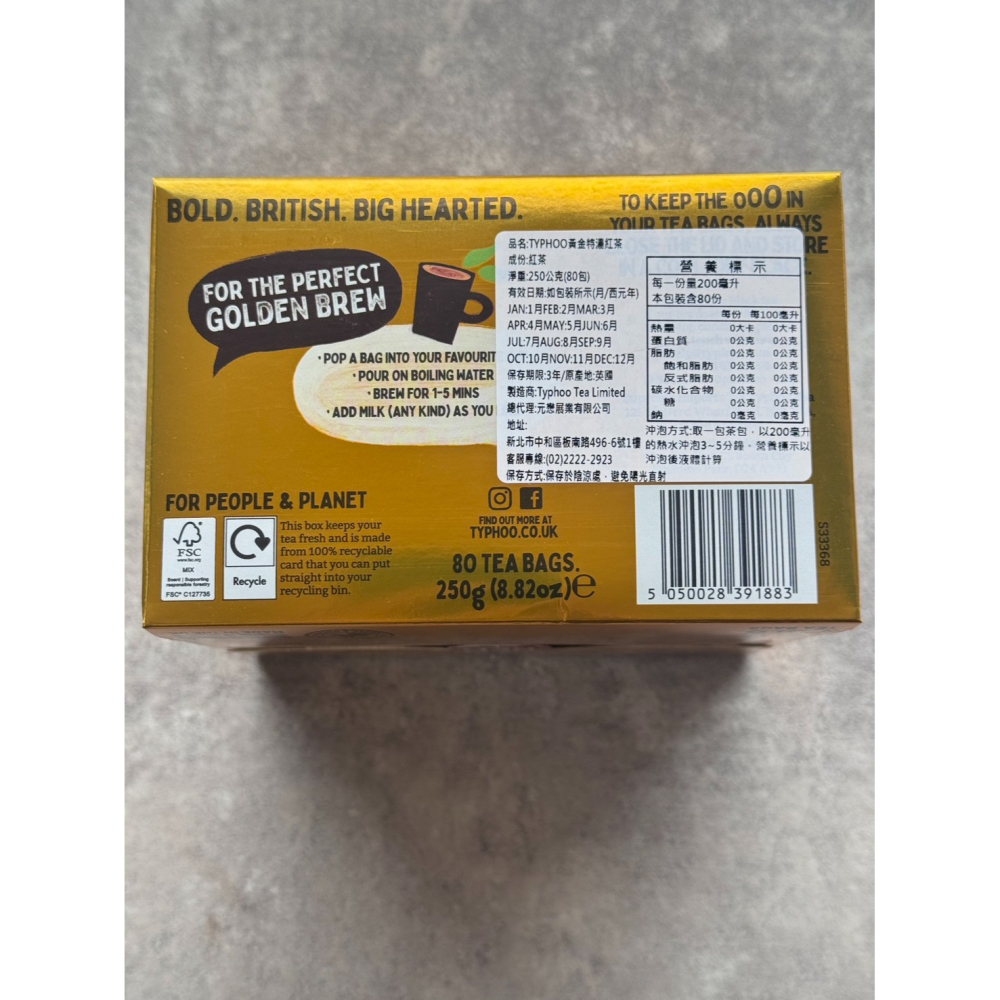 BOLD. BRITISH. BIG HEARTED.
FOR THE PERFECT
GOLDEN BREW
• POP A BAG INTO YOUR FAVOURIT
• POUR ON BOILING WATER
• BREW FOR 1-5 MINS
• ADD MILK (ANY KIND) AS YOU
TO KEEP THE OOO IN
YOUR TEA BAGS, ALWAYS
品名:TYPHOO黃金特濃紅茶
成份:紅茶
淨重:250公克(80包)
有效日期:如包裝所示(月/西元年)
JAN:1月FEB:2月MAR:3月
APR:4月MAY:5月JUN:6月
JUL:7月AUG:8月SEP:9月
OCT:10月NOV:11月DEC:12月
保存期限:3年/原產地:英國
製造商:Typhoo Tea Limited
總代理:元懋展業有限公司
地址:
新北市中和區板南路496-6號1樓
客服專線:(02)2222-2923
保存方式:保存於陰涼處，避免陽光直射
營養標示
每一份量200毫升
本包裝含80份
每份 每100毫升
熱量 0大卡 0大卡
蛋白質 0公克 0公克
脂肪 0公克 0公克
飽和脂肪 0公克 0公克
反式脂肪 0公克 0公克
碳水化合物 0公克 0公克
糖 0公克 0公克
鈉 0毫克 0毫克
沖泡方式:取一包茶包，以200毫升
的熱水沖泡3~5分鐘，營養標示以
沖泡後液體計算
FOR PEOPLE & PLANET
FSC
www.fsc.org
MIX
Board | Supporting
responsible forestry
FSC® C127735
Recycle
This box keeps your
tea fresh and is made
from 100% recyclable
card that you can put
straight into your
recycling bin.
FIND OUT MORE AT
TYPHOO.CO.UK
80 TEA BAGS.
250g (8.82oz)e
5 050028 391883
S33368